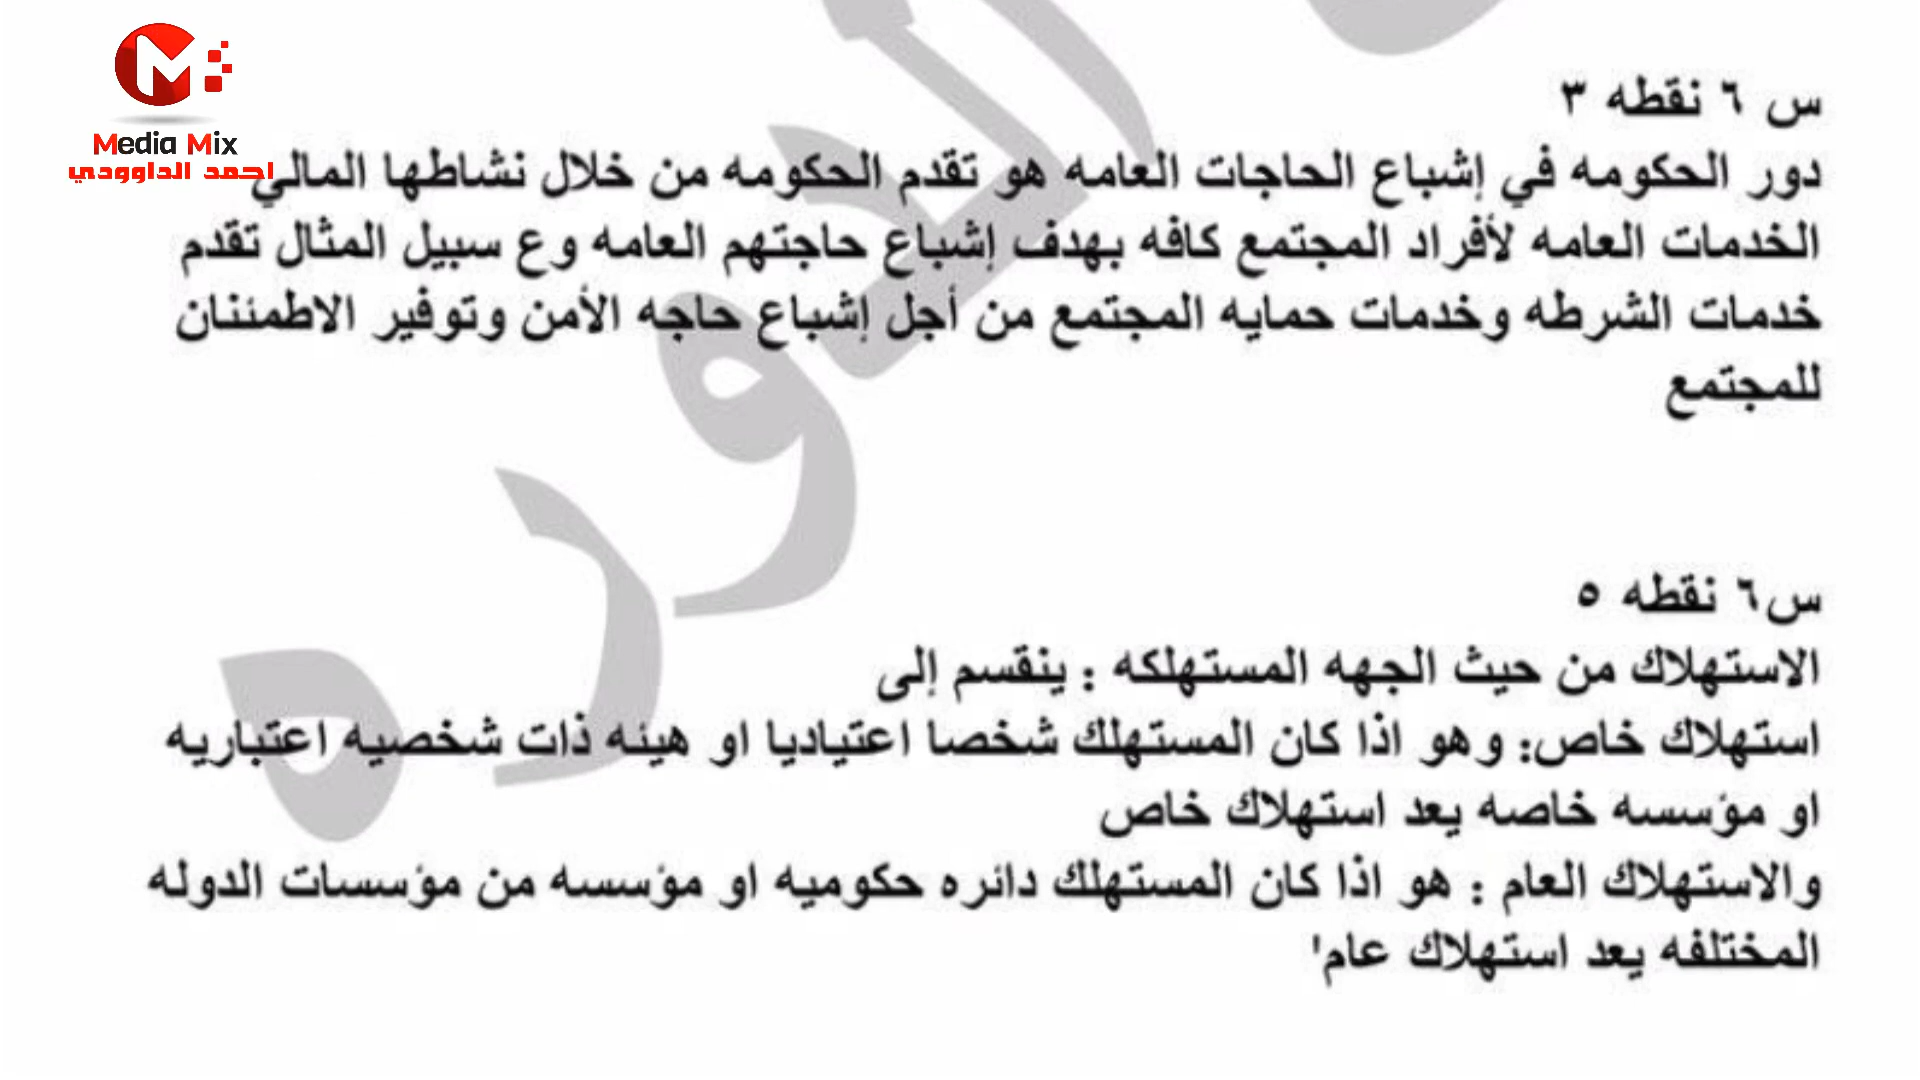 Media Mix
احمد الداوودي
س ٦ نقطه ٣
دور الحكومه في إشباع الحاجات العامه هو تقدم الحكومه من خلال نشاطها المالي
الخدمات العامه لأفراد المجتمع كافه بهدف إشباع حاجتهم العامه وع سبيل المثال تقدم
خدمات الشرطه وخدمات حمايه المجتمع من أجل إشباع حاجه الأمن وتوفير الاطمئنان
للمجتمع
س٦ نقطه ٥
الاستهلاك من حيث الجهه المستهلكه : ينقسم إلى
استهلاك خاص: وهو اذا كان المستهلك شخصا اعتياديا او هيئه ذات شخصيه اعتباريه
او مؤسسه خاصه يعد استهلاك خاص
والاستهلاك العام : هو اذا كان المستهلك دائره حكوميه او مؤسسه من مؤسسات الدوله
المختلفه يعد استهلاك عام'